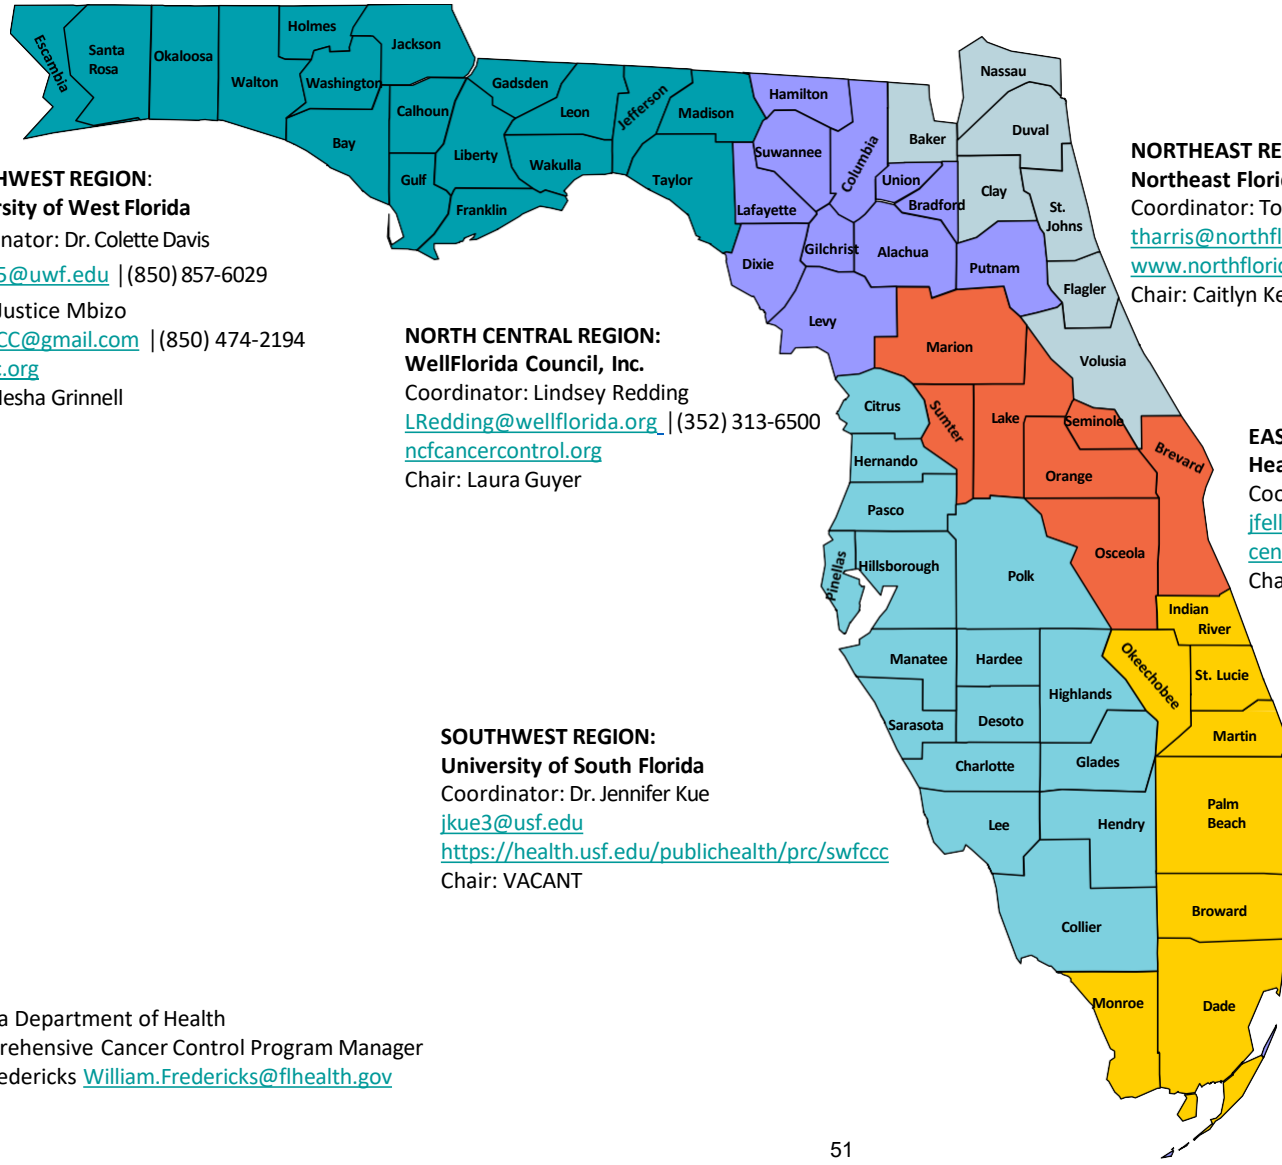 Escambia
Santa
Rosa
Okaloosa
Walton
Holmes
Washington
Jackson
Bay
Calhoun
Gulf
Liberty
Franklin
Gadsden
Leon
Wakulla
Jefferson
Madison
Taylor
Hamilton
Suwannee
Lafayette
Columbia
Dixie
Gilchrist
Levy
Union
Bradford
Alachua
Putnam
Baker
Nassau
Duval
Clay
St.
Johns
Flagler
Volusia
Marion
Citrus
Sumter
Lake
Seminole
Orange
Brevard
Osceola
Hernando
Pasco
Pinellas
Hillsborough
Polk
Manatee
Hardee
Highlands
Sarasota
Desoto
Charlotte
Glades
Lee
Hendry
Collier
Indian
River
Okeechobee
St. Lucie
Martin
Palm
Beach
Broward
Monroe
Dade
HWEST REGION:
rsity of West Florida
nator: Dr. Colette Davis
5@uwf.edu |(850) 857-6029
Justice Mbizo
CC@gmail.com |(850) 474-2194
c.org
esha Grinnell
NORTH CENTRAL REGION:
WellFlorida Council, Inc.
Coordinator: Lindsey Redding
LRedding@wellflorida.org |(352) 313-6500
ncfcancercontrol.org
Chair: Laura Guyer
NORTHEAST RE
Northeast Flori
Coordinator: To
tharris@northfl
www.northflori
Chair: Caitlyn Ke
EAS
Hea
Coo
jfell
cen
Cha
SOUTHWEST REGION:
University of South Florida
Coordinator: Dr. Jennifer Kue
jkue3@usf.edu
https://health.usf.edu/publichealth/prc/swfccc
Chair: VACANT
a Department of Health
rehensive Cancer Control Program Manager
edericks William.Fredericks@flhealth.gov
51